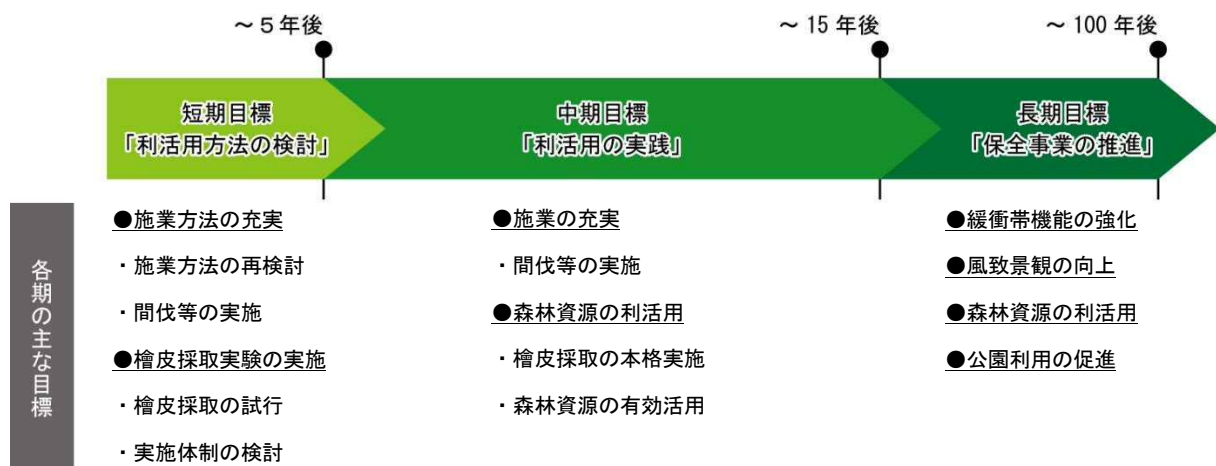 ～５年後
～ 15 年後
～ 100 年後
短期目標
「利活用方法の検討」
中期目標
「利活用の実践」
長期目標
「保全事業の推進」
各期の主な目標
●施業方法の充実
・施業方法の再検討
・間伐等の実施
●檜皮採取実験の実施
・檜皮採取の試行
・実施体制の検討
●施業の充実
・間伐等の実施
●森林資源の利活用
・檜皮採取の本格実施
・森林資源の有効活用
●緩衝帯機能の強化
●風致景観の向上
●森林資源の利活用
●公園利用の促進